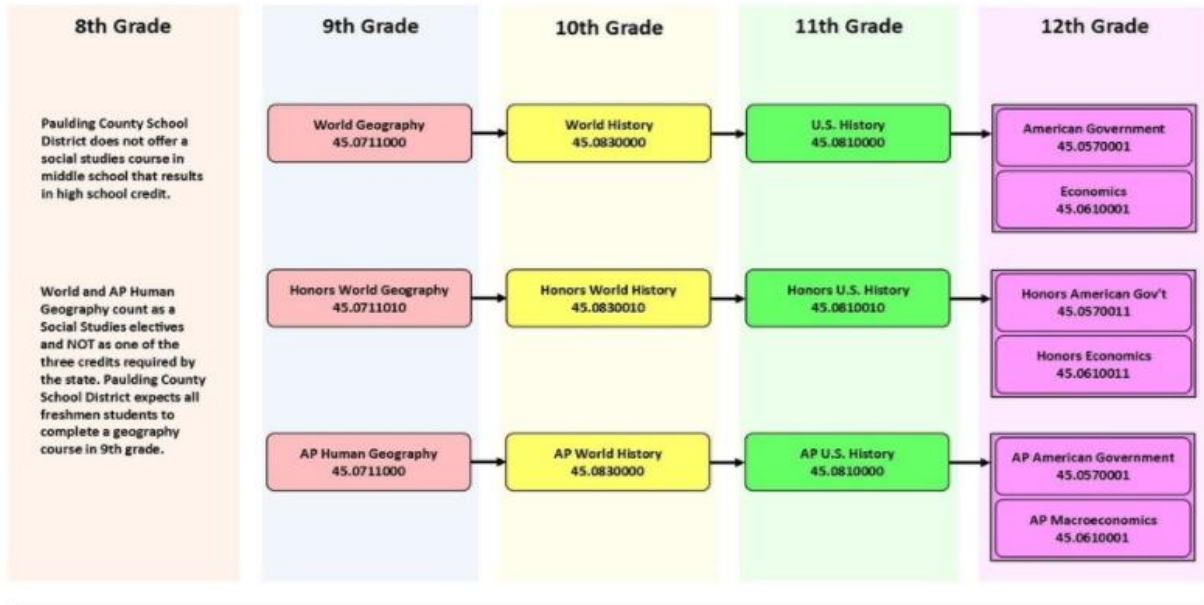 8th Grade
Paulding County School
District does not offer a
social studies course in
middle school that results
in high school credit.
World and AP Human
Geography count as a
Social Studies electives
and NOT as one of the
three credits required by
the state. Paulding County
School District expects all
freshmen students to
complete a geography
course in 9th grade.
9th Grade
World Geography
45.0711000
Honors World Geography
45.0711010
AP Human Geography
45.0711000
10th Grade
World History
45.0830000
Honors World History
45.0830010
AP World History
45.0830000
11th Grade
U.S. History
45.0810000
Honors U.S. History
45.0810010
AP U.S. History
45.0810000
12th Grade
American Government
45.0570001
Economics
45.0610001
Honors American Gov't
45.0570011
Honors Economics
45.0610011
AP American Government
45.0570001
AP Macroeconomics
45.0610001